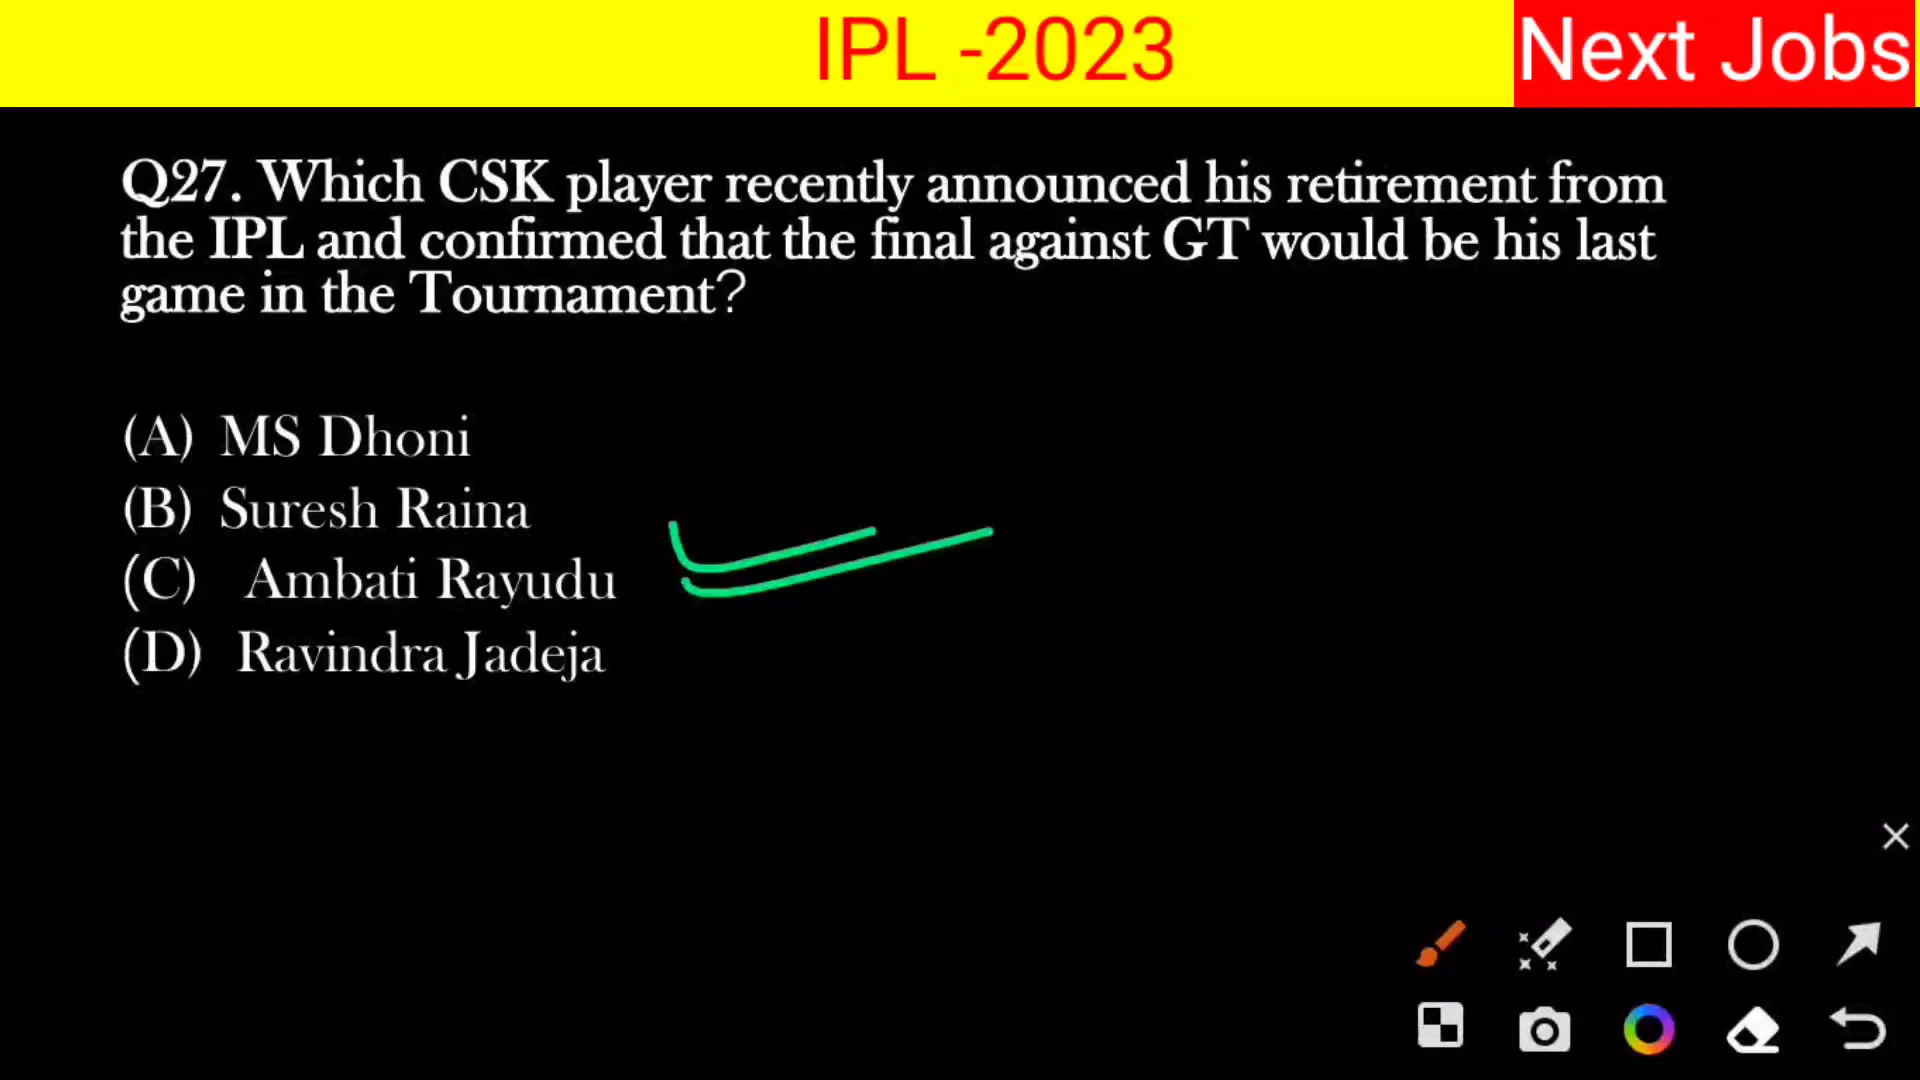 IPL -2023
Next Jobs
Q27. Which CSK player recently announced his retirement from
the IPL and confirmed that the final against GT would be his last
game in the Tournament?
(A) MS Dhoni
(B) Suresh Raina
(C) Ambati Rayudu
(D) Ravindra Jadeja